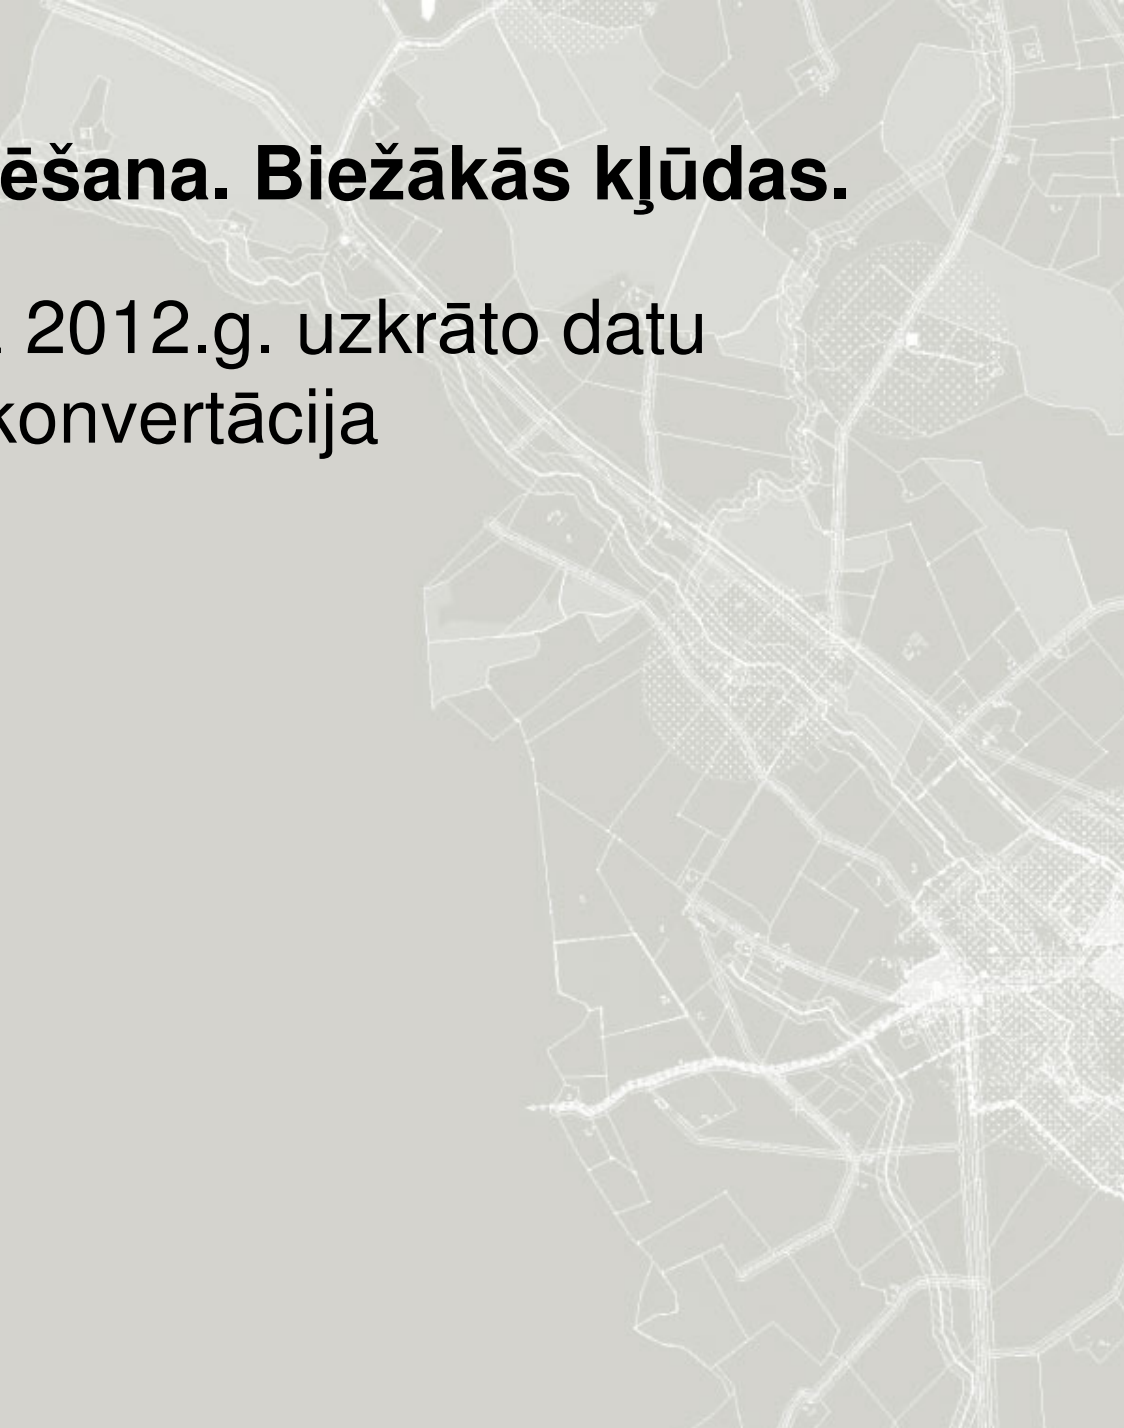 ēšana. Biežākās kļūdas.
. 2012.g. uzkrāto datu
konvertācija